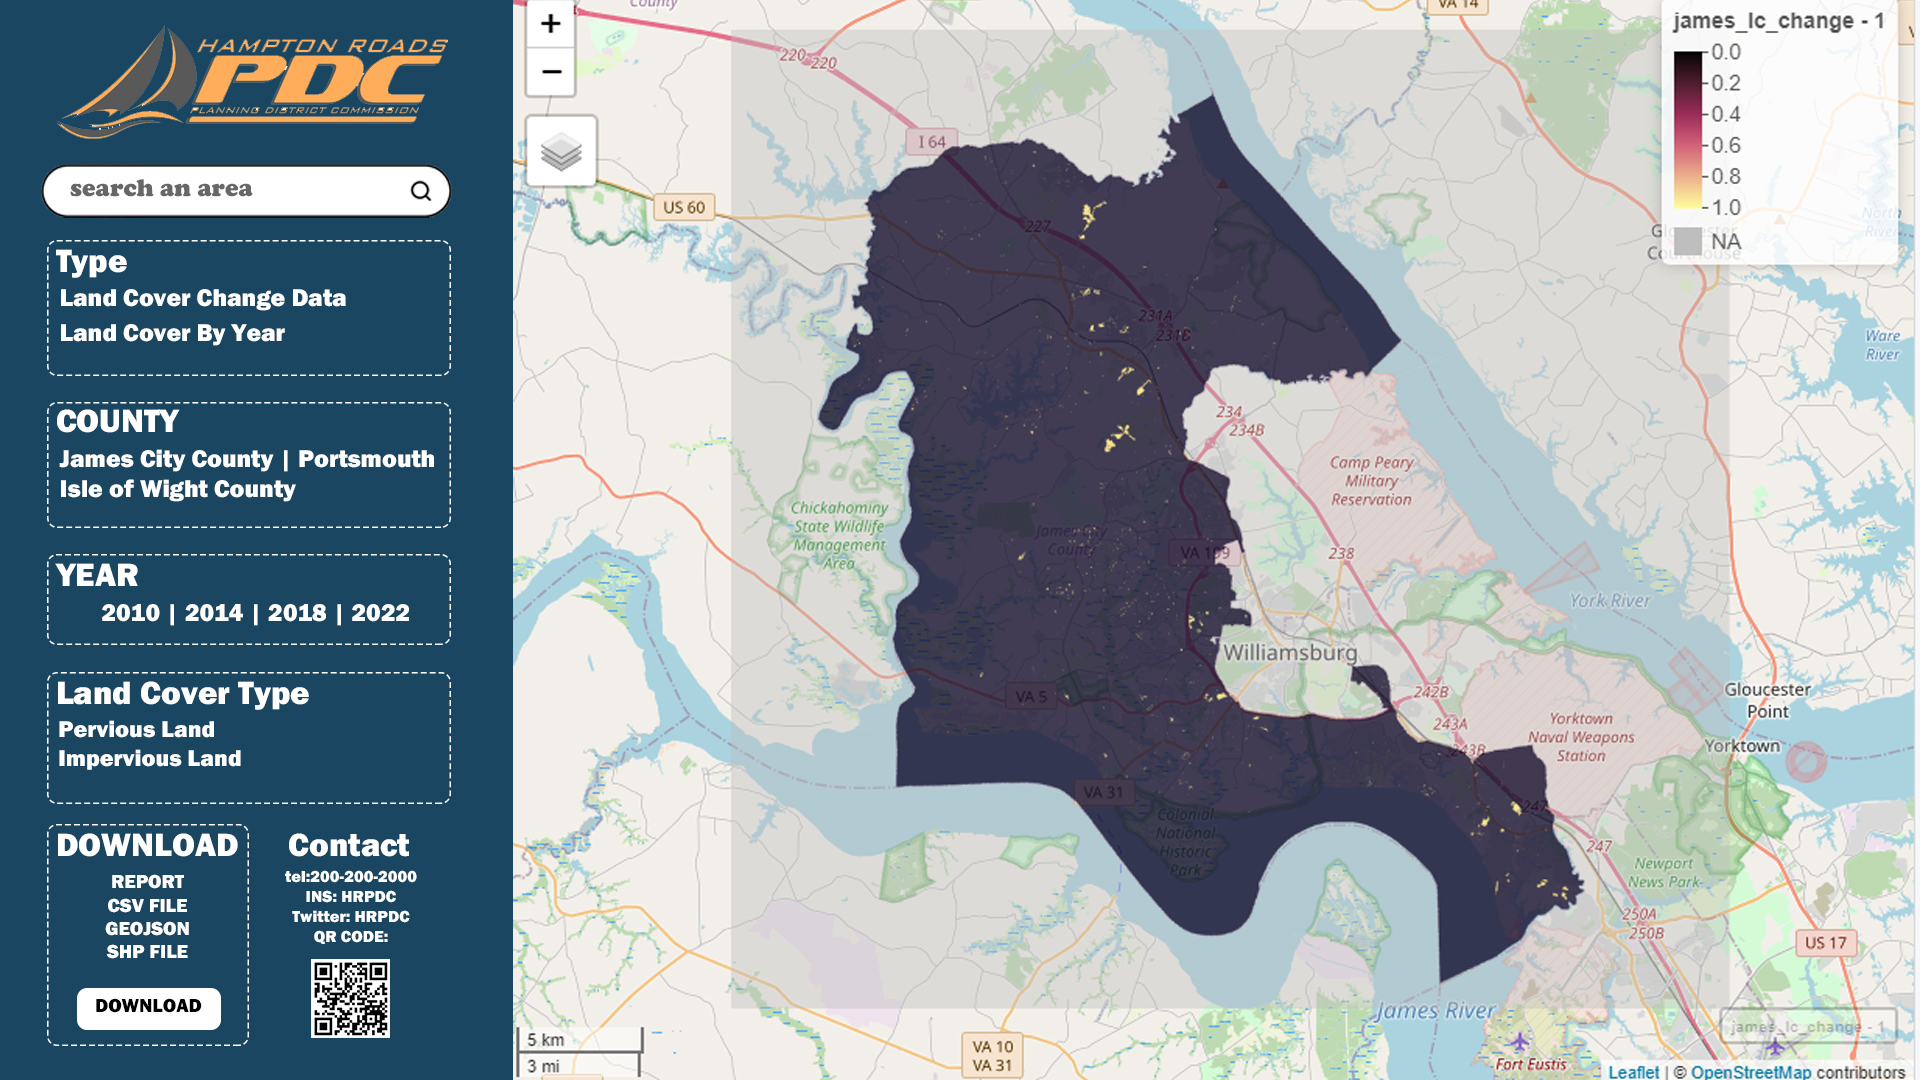 HAMPTON ROADS
PDC
PLANNING DISTRICT COMMISSION
search an area
Type
Land Cover Change Data
Land Cover By Year
COUNTY
James City County | Portsmouth
Isle of Wight County
YEAR
2010 | 2014 | 2018 | 2022
Land Cover Type
Pervious Land
Impervious Land
DOWNLOAD
REPORT
CSV FILE
GEOJSON
SHP FILE
DOWNLOAD
Contact
tel:200-200-2000
INS: HRPDC
Twitter: HRPDC
QR CODE:
+
−
County
VA 14
220
220
I 64
US 60
227
231A
231C
234
234B
Camp Peary
Military
Reservation
Chickahominy
State Wildlife
Management
Area
James City
County
VA 199
238
York River
Williamsburg
VA 5
242B
243A
243B
Yorktown
Naval Weapons
Station
Gloucester
Point
Yorktown
VA 31
Colonial
National
Historic
Park
247
247
Newport
News Park
250A
250B
US 17
James River
VA 10
VA 31
Fort Eustis
Ware
River
North
River
Gloucester
Courthouse
james_lc_change - 1
0.0
0.2
0.4
0.6
0.8
1.0
NA
5 km
3 mi
james_lc_change - 1
Leaflet | © OpenStreetMap contributors